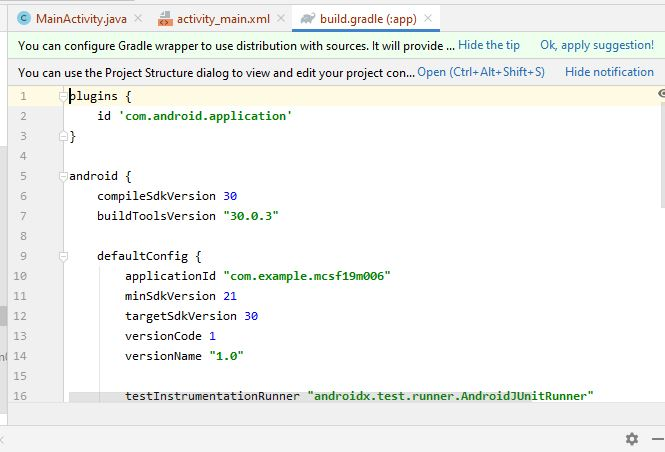 MainActivity.java activity_main.xml build.gradle (:app)
You can configure Gradle wrapper to use distribution with sources. It will provide ... Hide the tip Ok, apply suggestion!
You can use the Project Structure dialog to view and edit your project con... Open (Ctrl+Alt+Shift+S) Hide notification
1 plugins {
2 id 'com.android.application'
3 }
4
5 android {
6 compileSdkVersion 30
7 buildToolsVersion "30.0.3"
8
9 defaultConfig {
10 applicationId "com.example.mcsf19m006"
11 minSdkVersion 21
12 targetSdkVersion 30
13 versionCode 1
14 versionName "1.0"
15
16 testInstrumentationRunner "androidx.test.runner.AndroidJUnitRunner"